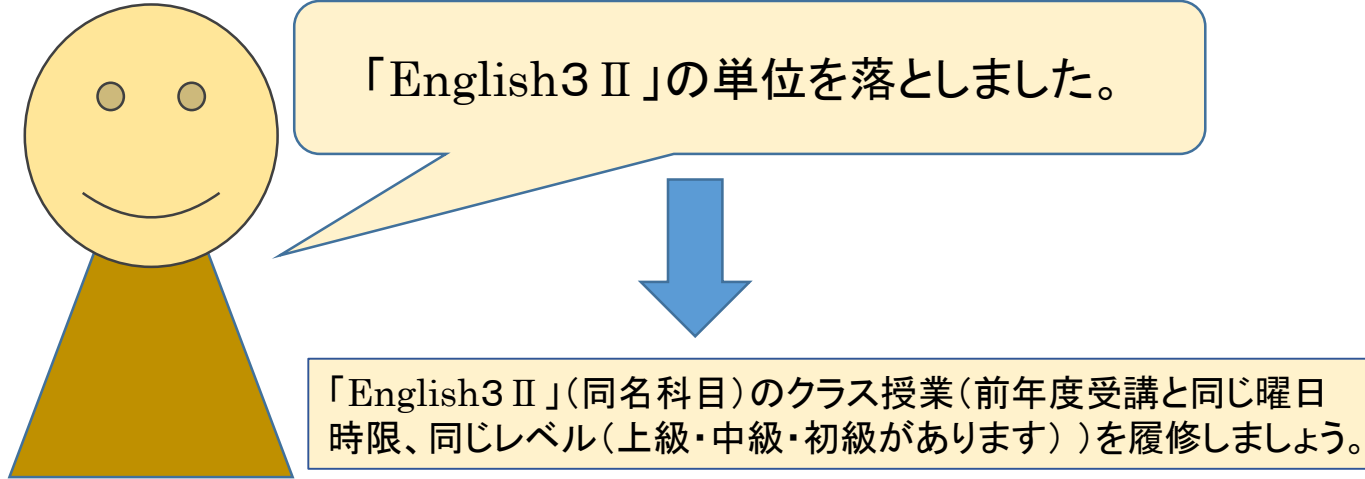 「English3Ⅱ」の単位を落としました。
「English3Ⅱ」(同名科目)のクラス授業(前年度受講と同じ曜日
時限、同じレベル(上級・中級・初級があります) )を履修しましょう。